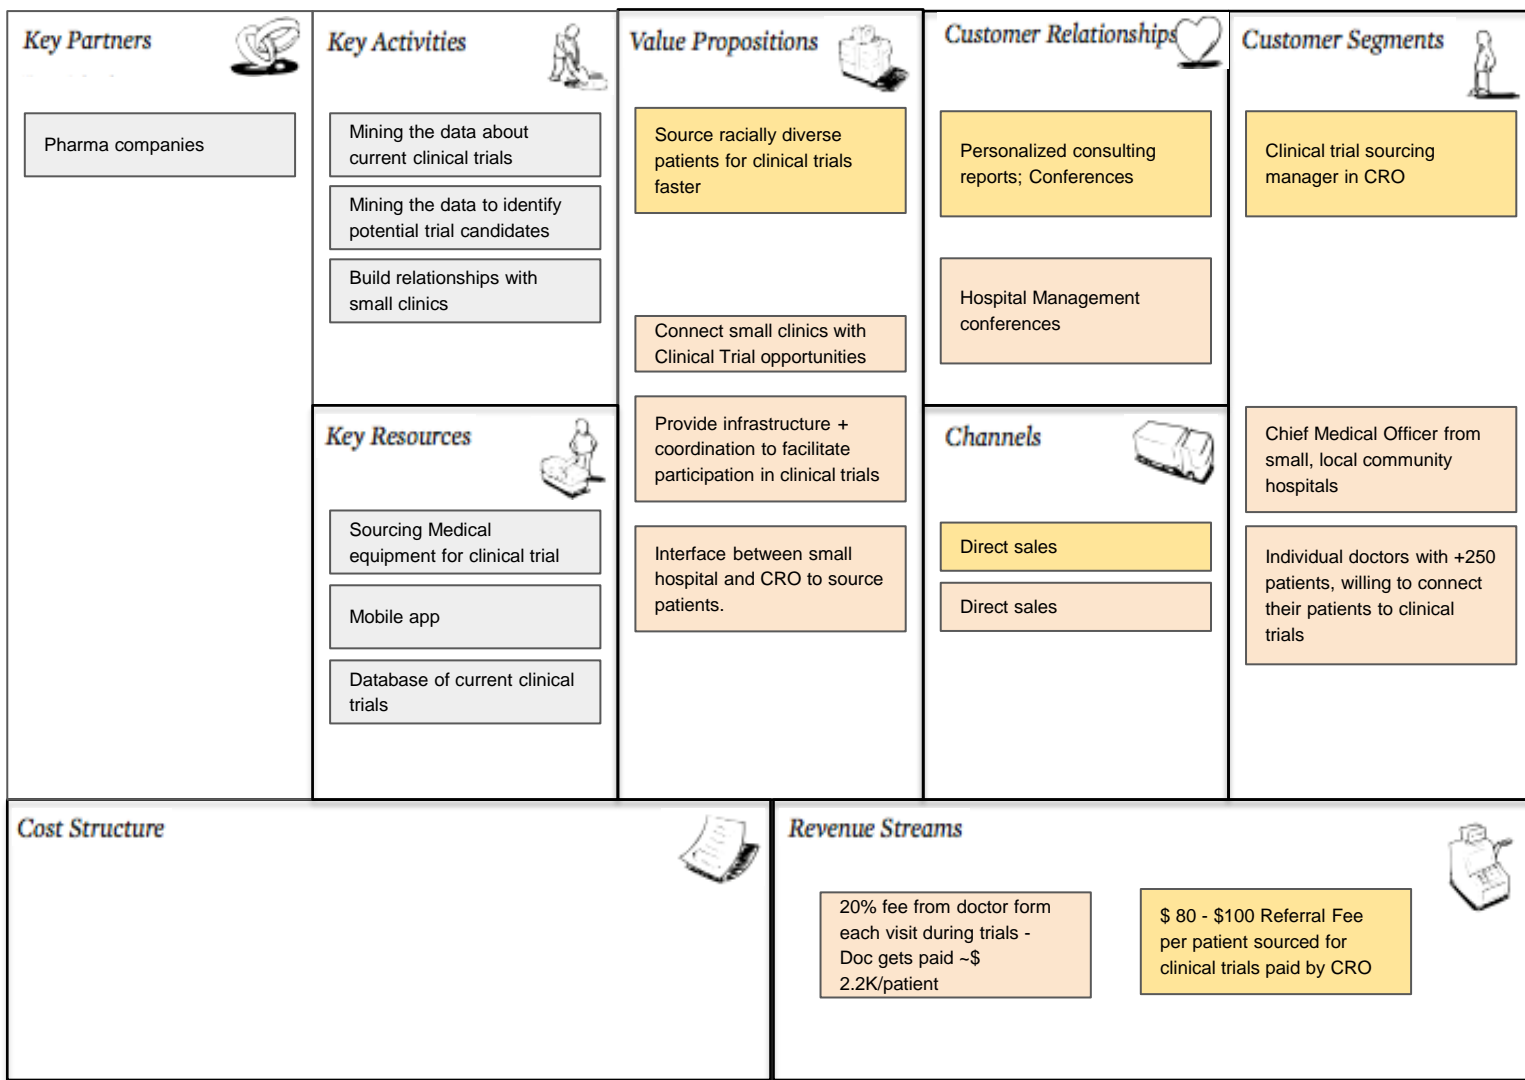 Key Partners
Pharma companies
Key Activities
Mining the data about
current clinical trials
Mining the data to identify
potential trial candidates
Build relationships with
small clinics
Key Resources
Sourcing Medical
equipment for clinical trial
Mobile app
Database of current clinical
trials
Value Propositions
Source racially diverse
patients for clinical trials
faster
Connect small clinics with
Clinical Trial opportunities
Provide infrastructure +
coordination to facilitate
participation in clinical trials
Interface between small
hospital and CRO to source
patients.
Customer Relationships
Personalized consulting
reports; Conferences
Hospital Management
conferences
Channels
Direct sales
Direct sales
Customer Segments
Clinical trial sourcing
manager in CRO
Chief Medical Officer from
small, local community
hospitals
Individual doctors with +250
patients, willing to connect
their patients to clinical
trials
Cost Structure
Revenue Streams
20% fee from doctor form
each visit during trials -
Doc gets paid ~$
2.2K/patient
$ 80 - $100 Referral Fee
per patient sourced for
clinical trials paid by CRO